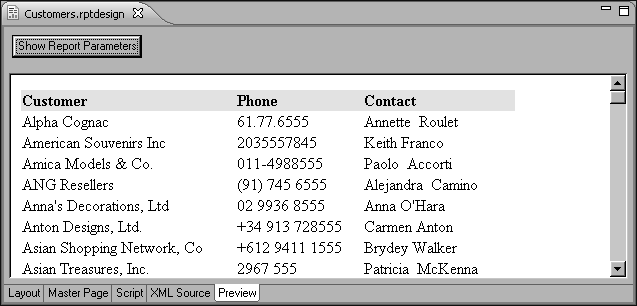 Customers.rptdesign
Show Report Parameters
Customer Phone Contact
Alpha Cognac 61.77.6555 Annette Roulet
American Souvenirs Inc 2035557845 Keith Franco
Amica Models & Co. 011-4988555 Paolo Accorti
ANG Resellers (91) 745 6555 Alejandra Camino
Anna's Decorations, Ltd 02 9936 8555 Anna O'Hara
Anton Designs, Ltd. +34 913 728555 Carmen Anton
Asian Shopping Network, Co +612 9411 1555 Brydey Walker
Asian Treasures, Inc. 2967 555 Patricia McKenna
Layout Master Page Script XML Source Preview